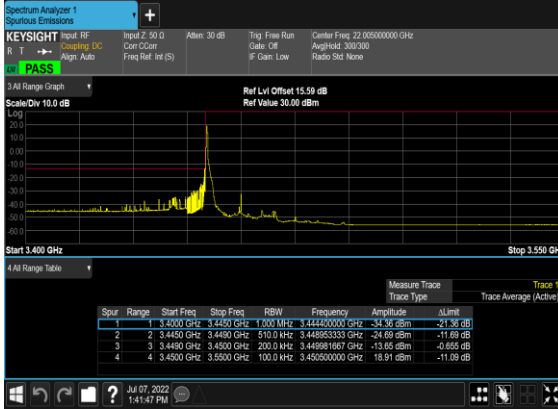 Spectrum Analyzer 1
Spurious Emissions
KEYSIGHT Input: RF Input Z: 50 Ω Atten: 30 dB Trig: Free Run Center Freq: 22.005000000 GHz
R T Coupling: DC Corr CCorr Gate: Off Avg|Hold: 300/300
Align: Auto Freq Ref: Int (S) IF Gain: Low Radio Std: None
PASS
3 All Range Graph
Ref Lvl Offset 15.59 dB
Scale/Div 10.0 dB Ref Value 30.00 dBm
Log
20.0
10.0
0.00
-10.0
-20.0
-30.0
-40.0
-50.0
-60.0
Start 3.400 GHz Stop 3.550 GH
4 All Range Table
Measure Trace Trace 1
Trace Type Trace Average (Active)
Spur Range Start Freq Stop Freq RBW Frequency Amplitude ΔLimit
1 1 3.4000 GHz 3.4450 GHz 1.000 MHz 3.444400000 GHz -34.36 dBm -21.36 dB
2 2 3.4450 GHz 3.4490 GHz 510.0 kHz 3.448953333 GHz -24.69 dBm -11.69 dB
3 3 3.4490 GHz 3.4500 GHz 200.0 kHz 3.449981667 GHz -13.65 dBm -0.655 dB
4 4 3.4500 GHz 3.5500 GHz 100.0 kHz 3.450500000 GHz 18.91 dBm -11.09 dB
Jul 07, 2022
1:41:47 PM